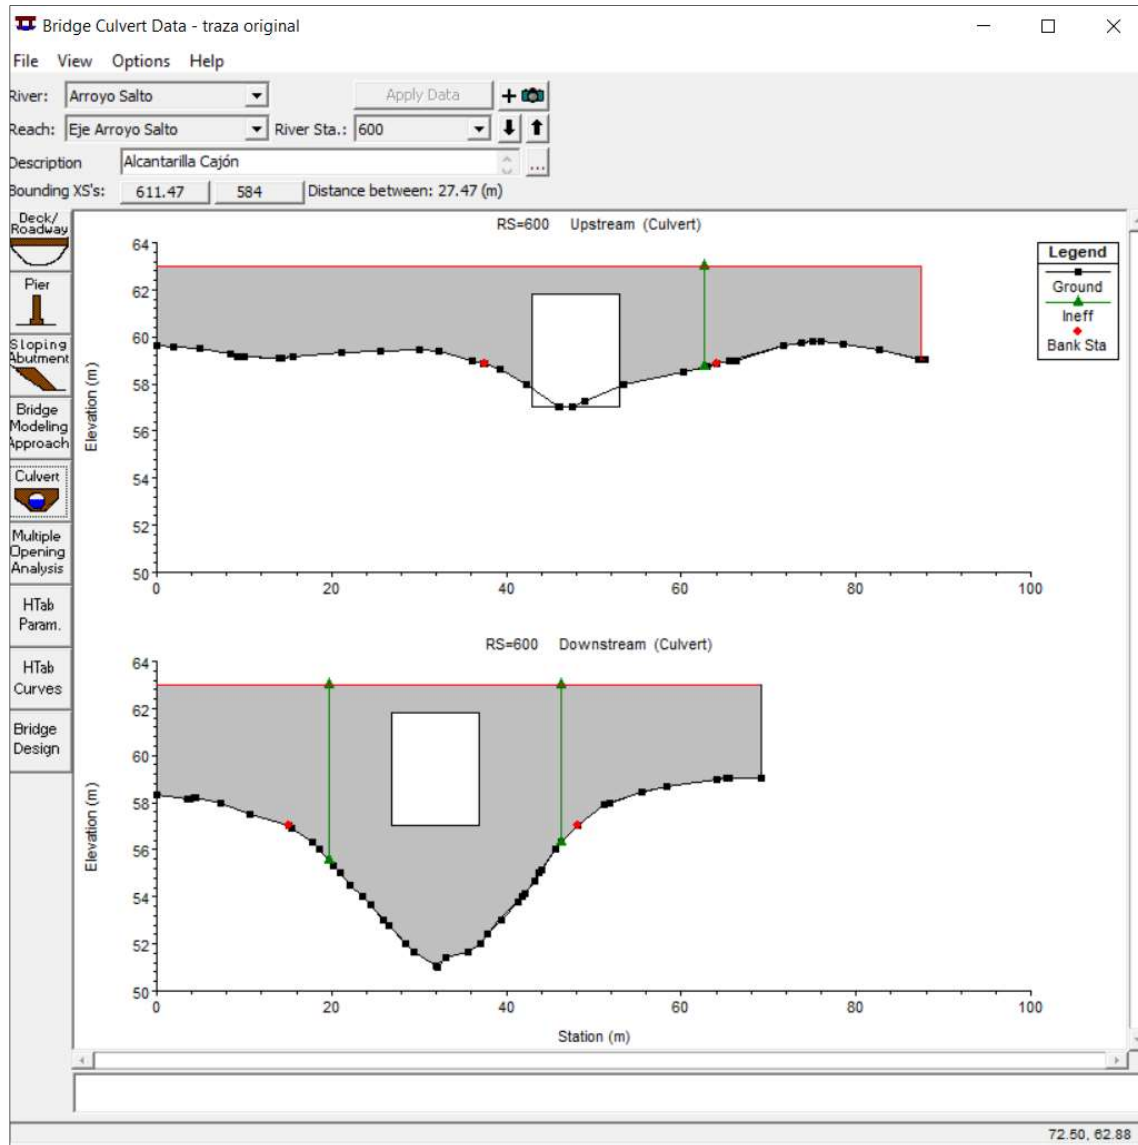 Bridge Culvert Data - traza original
File View Options Help
River: Arroyo Salto Apply Data
Reach: Eje Arroyo Salto River Sta.: 600
Description Alcantarilla Cajón ...
Bounding XS's: 611.47 584 Distance between: 27.47 (m)
Deck/
Roadway
Pier
Sloping
Abutment
Bridge
Modeling
Approach
Culvert
Multiple
Opening
Analysis
HTab
Param.
HTab
Curves
Bridge
Design
RS=600 Upstream (Culvert)
64
62
60
58
56
54
52
50
Elevation (m)
0 20 40 60 80 100
Legend
Ground
Ineff
Bank Sta
RS=600 Downstream (Culvert)
64
62
60
58
56
54
52
50
Elevation (m)
0 20 40 60 80 100
Station (m)
72.50, 62.88